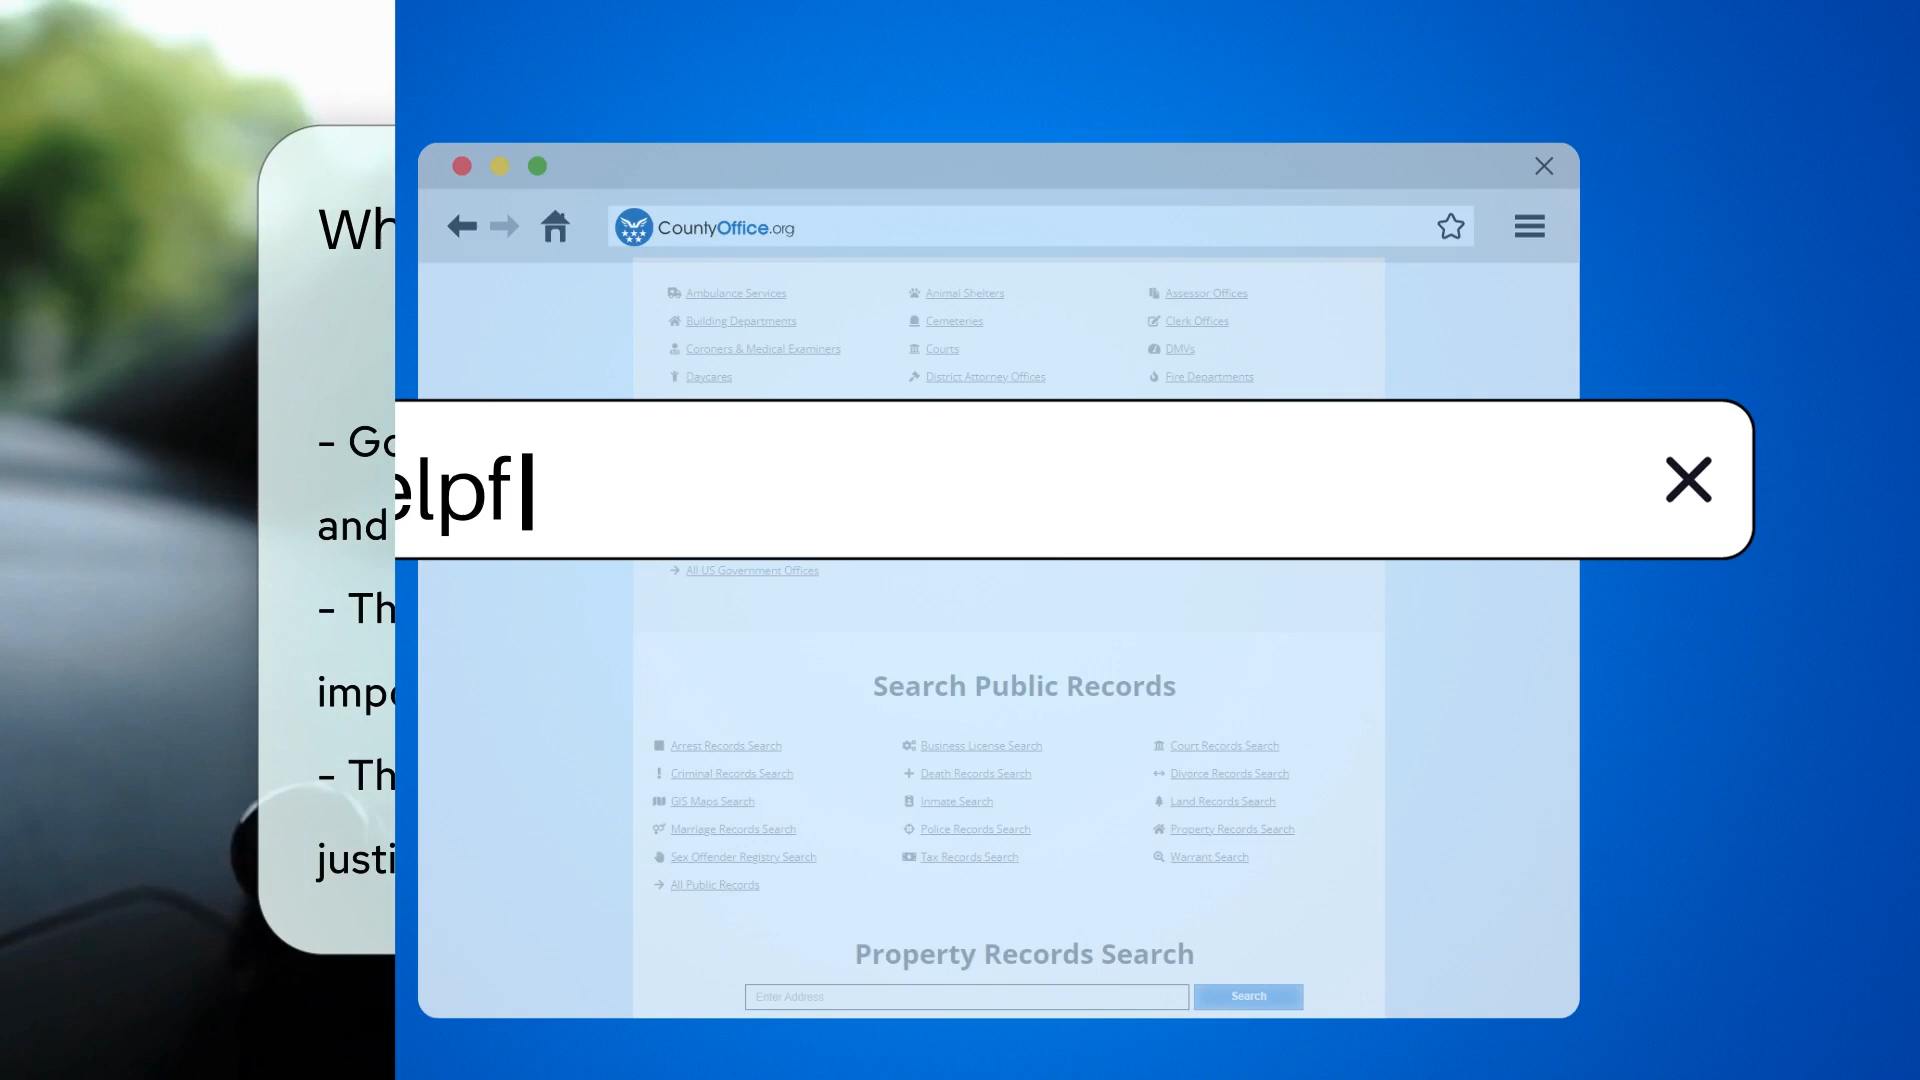 Wh
- Go
and
- Th
impo
- Th
justi
CountyOffice.org
Ambulance Services Animal Shelters Assessor Offices
Building Departments Cemeteries Clerk Offices
Coroners & Medical Examiners Courts DMVs
Daycares District Attorney Offices Fire Departments
elpf
All US Government Offices
Search Public Records
Arrest Records Search Business License Search Court Records Search
Criminal Records Search Death Records Search Divorce Records Search
GIS Maps Search Inmate Search Land Records Search
Marriage Records Search Police Records Search Property Records Search
Sex Offender Registry Search Tax Records Search Warrant Search
All Public Records
Property Records Search
Enter Address Search